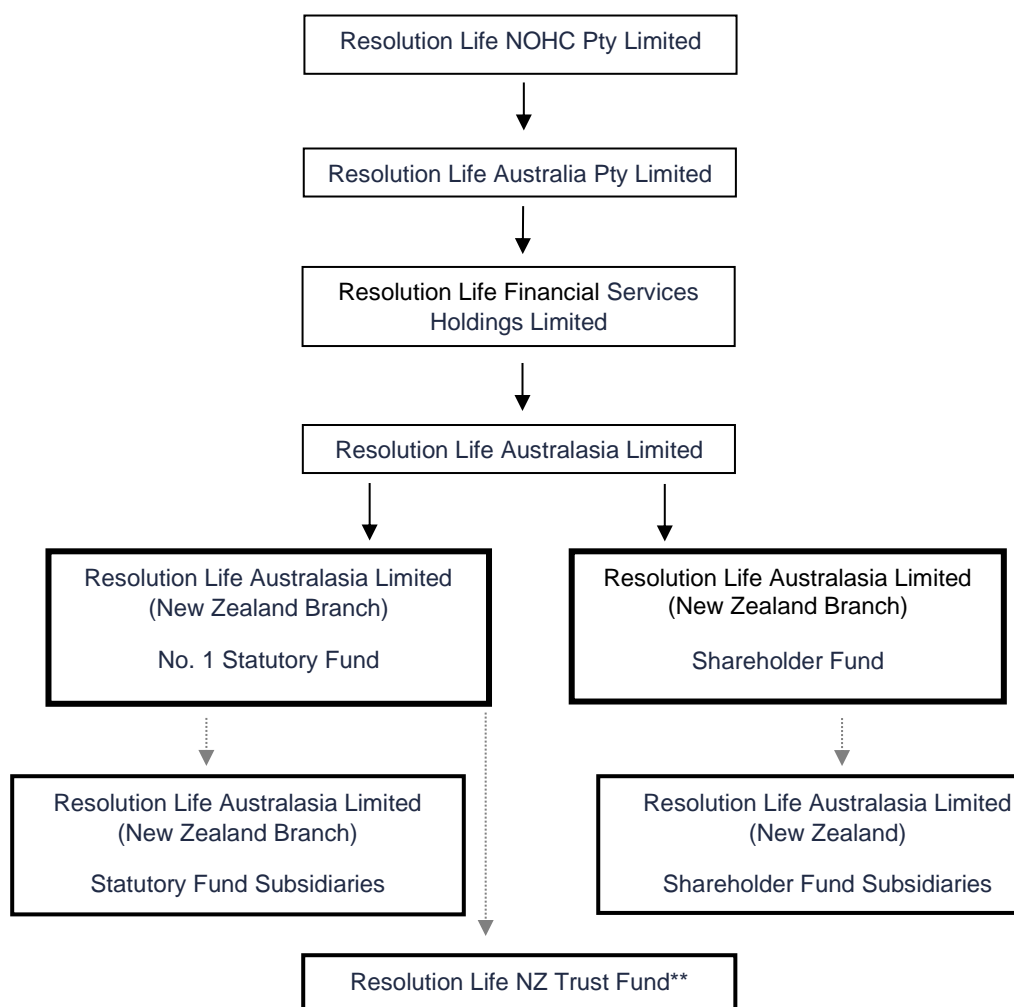 Resolution Life NOHC Pty Limited
Resolution Life Australia Pty Limited
Resolution Life Financial Services
Holdings Limited
Resolution Life Australasia Limited
Resolution Life Australasia Limited
(New Zealand Branch)
No. 1 Statutory Fund
Resolution Life Australasia Limited
(New Zealand Branch)
Shareholder Fund
Resolution Life Australasia Limited
(New Zealand Branch)
Statutory Fund Subsidiaries
Resolution Life Australasia Limited
(New Zealand)
Shareholder Fund Subsidiaries
Resolution Life NZ Trust Fund**